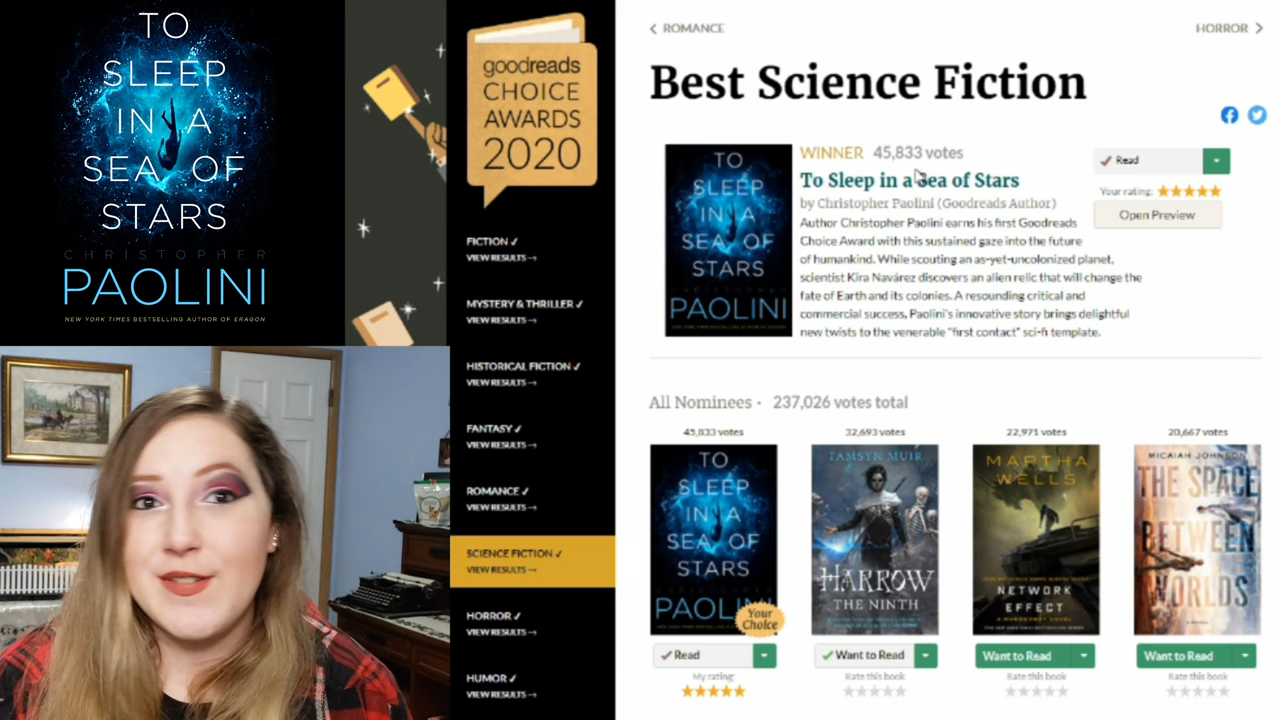 TO
SLEEP
IN A
SEA OF
STARS
CHRISTOPHER
PAOLINI
NEW YORK TIMES BESTSELLING AUTHOR OF ERAGON
goodreads
CHOICE
AWARDS
2020
FICTION ✓
VIEW RESULTS →
MYSTERY & THRILLER ✓
VIEW RESULTS →
HISTORICAL FICTION ✓
VIEW RESULTS →
FANTASY ✓
VIEW RESULTS →
ROMANCE ✓
VIEW RESULTS →
SCIENCE FICTION ✓
VIEW RESULTS →
HORROR ✓
VIEW RESULTS →
HUMOR ✓
VIEW RESULTS →
ROMANCE
HORROR
Best Science Fiction
TO
SLEEP
IN A
SEA OF
STARS
PAOLINI
WINNER 45,833 votes
To Sleep in a Sea of Stars
by Christopher Paolini (Goodreads Author)
Author Christopher Paolini earns his first Goodreads
Choice Award with this sustained gaze into the future
of humankind. While scouting an as-yet-uncolonized planet,
scientist Kira Navárez discovers an alien relic that will change the
fate of Earth and its colonies. A resounding critical and
commercial success, Paolini's innovative story brings delightful
new twists to the venerable "first contact" sci-fi template.
Read
Your rating:
Open Preview
All Nominees · 237,026 votes total
45,833 votes
TO
SLEEP
IN A
SEA OF
STARS
Your
Choice
Read
My rating:
32,693 votes
TAMSYN MUIR
HARROW
THE NINTH
Want to Read
Rate this book
22,971 votes
MARTHA
WELLS
NETWORK
EFFECT
Want to Read
Rate this book
20,667 votes
MICAIAH JOHNSON
THE SPACE
BETWEEN
WORLDS
Want to Read
Rate this book